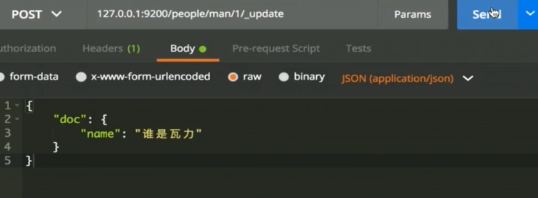 POST 127.0.0.1:9200/people/man/1/_update Params Send
uthorization Headers (1) Body Pre-request Script Tests
form-data x-www-form-urlencoded raw binary JSON (application/json)
1 {
2 "doc": {
3 "name": "谁是瓦力"
4 }
5 }